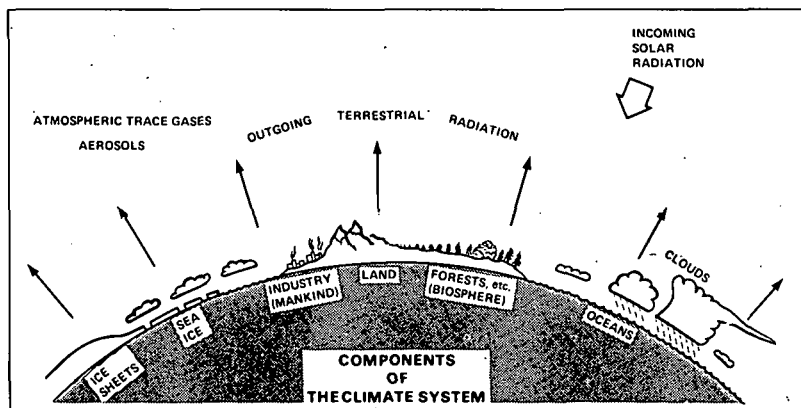 INCOMING
SOLAR
RADIATION
ATMOSPHERIC TRACE GASES
AEROSOLS
OUTGOING TERRESTRIAL RADIATION
CLOUDS
INDUSTRY
(MANKIND)
LAND
FORESTS, etc.
(BIOSPHERE)
SEA
ICE
OCEANS
ICE
SHEETS
COMPONENTS
OF
THE CLIMATE SYSTEM